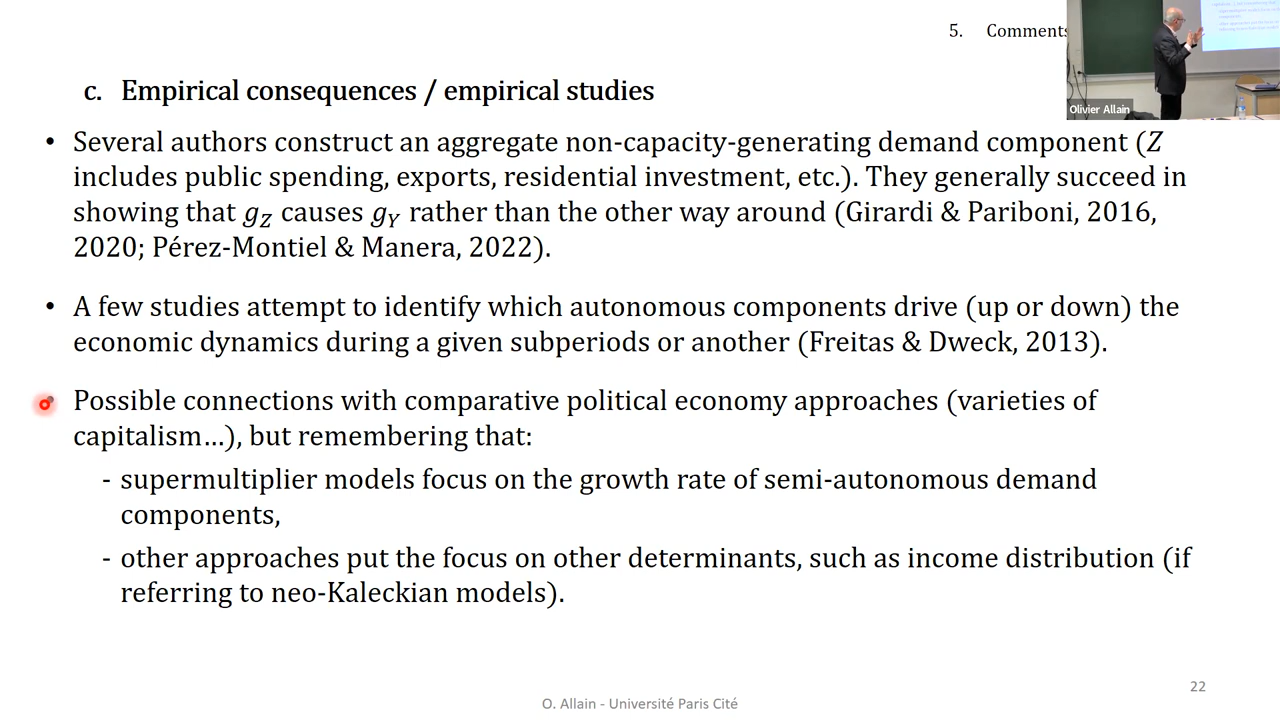 5. Comments
Olivier Allain
c. Empirical consequences / empirical studies
• Several authors construct an aggregate non-capacity-generating demand component (Z
includes public spending, exports, residential investment, etc.). They generally succeed in
showing that g_Z causes g_Y rather than the other way around (Girardi & Pariboni, 2016,
2020; Pérez-Montiel & Manera, 2022).
• A few studies attempt to identify which autonomous components drive (up or down) the
economic dynamics during a given subperiods or another (Freitas & Dweck, 2013).
Possible connections with comparative political economy approaches (varieties of
capitalism…), but remembering that:
- supermultiplier models focus on the growth rate of semi-autonomous demand
components,
- other approaches put the focus on other determinants, such as income distribution (if
referring to neo-Kaleckian models).
22
O. Allain - Université Paris Cité